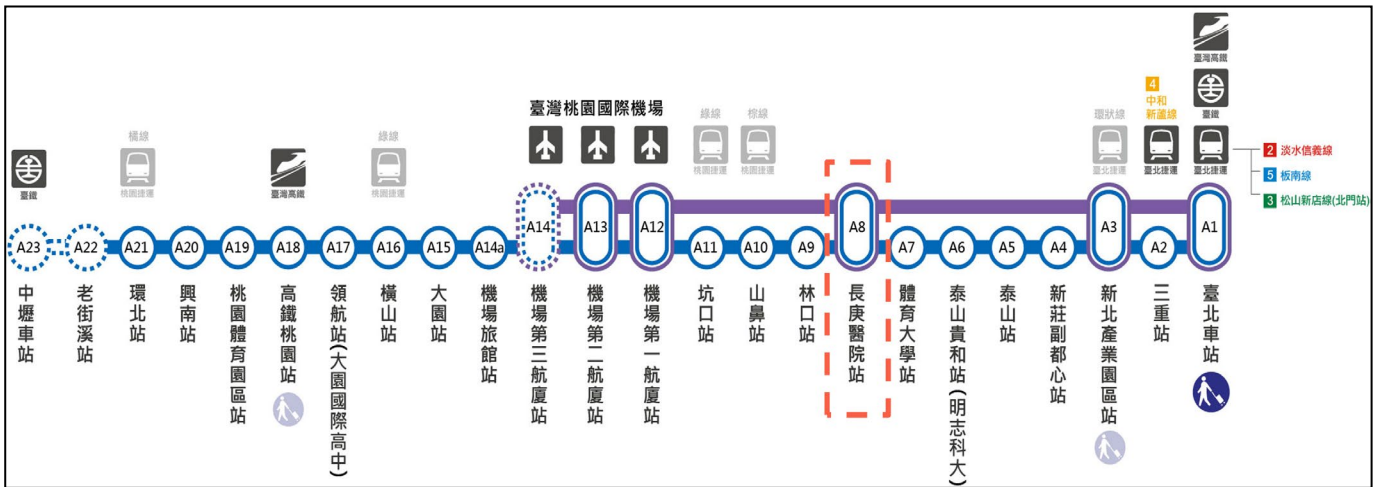 臺灣高鐵
臺鐵
臺北捷運
2 淡水信義線
5 板南線
3 松山新店線(北門站)
4
中和
新蘆線
臺北捷運
環狀線
臺北捷運
棕線
桃園捷運
綠線
桃園捷運
臺灣桃園國際機場
綠線
桃園捷運
臺灣高鐵
橘線
桃園捷運
臺鐵
A23
A22
A21
A20
A19
A18
A17
A16
A15
A14a
A14
A13
A12
A11
A10
A9
A8
A7
A6
A5
A4
A3
A2
A1
中壢車站
老街溪站
環北站
興南站
桃園體育園區站
高鐵桃園站
領航站(大園國際高中)
橫山站
大園站
機場旅館站
機場第三航廈站
機場第二航廈站
機場第一航廈站
坑口站
山鼻站
林口站
長庚醫院站
體育大學站
泰山貴和站(明志科大)
泰山站
新莊副都心站
新北產業園區站
三重站
臺北車站